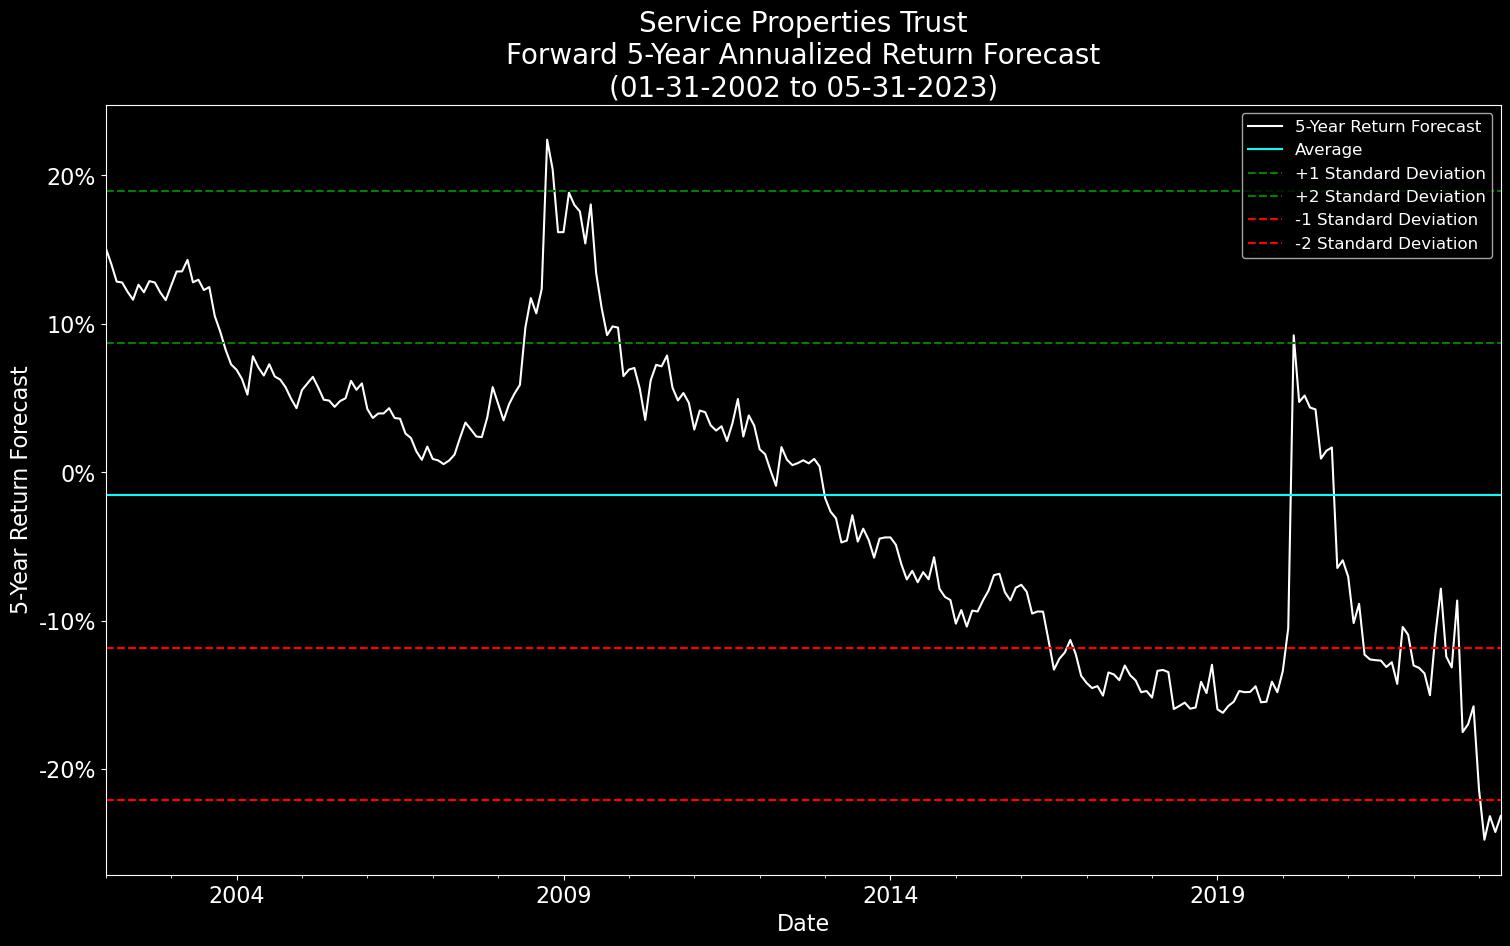 Service Properties Trust
Forward 5-Year Annualized Return Forecast
(01-31-2002 to 05-31-2023)
5-Year Return Forecast
Average
+1 Standard Deviation
+2 Standard Deviation
-1 Standard Deviation
-2 Standard Deviation
5-Year Return Forecast
20%
10%
0%
-10%
-20%
2004 2009 2014 2019
Date